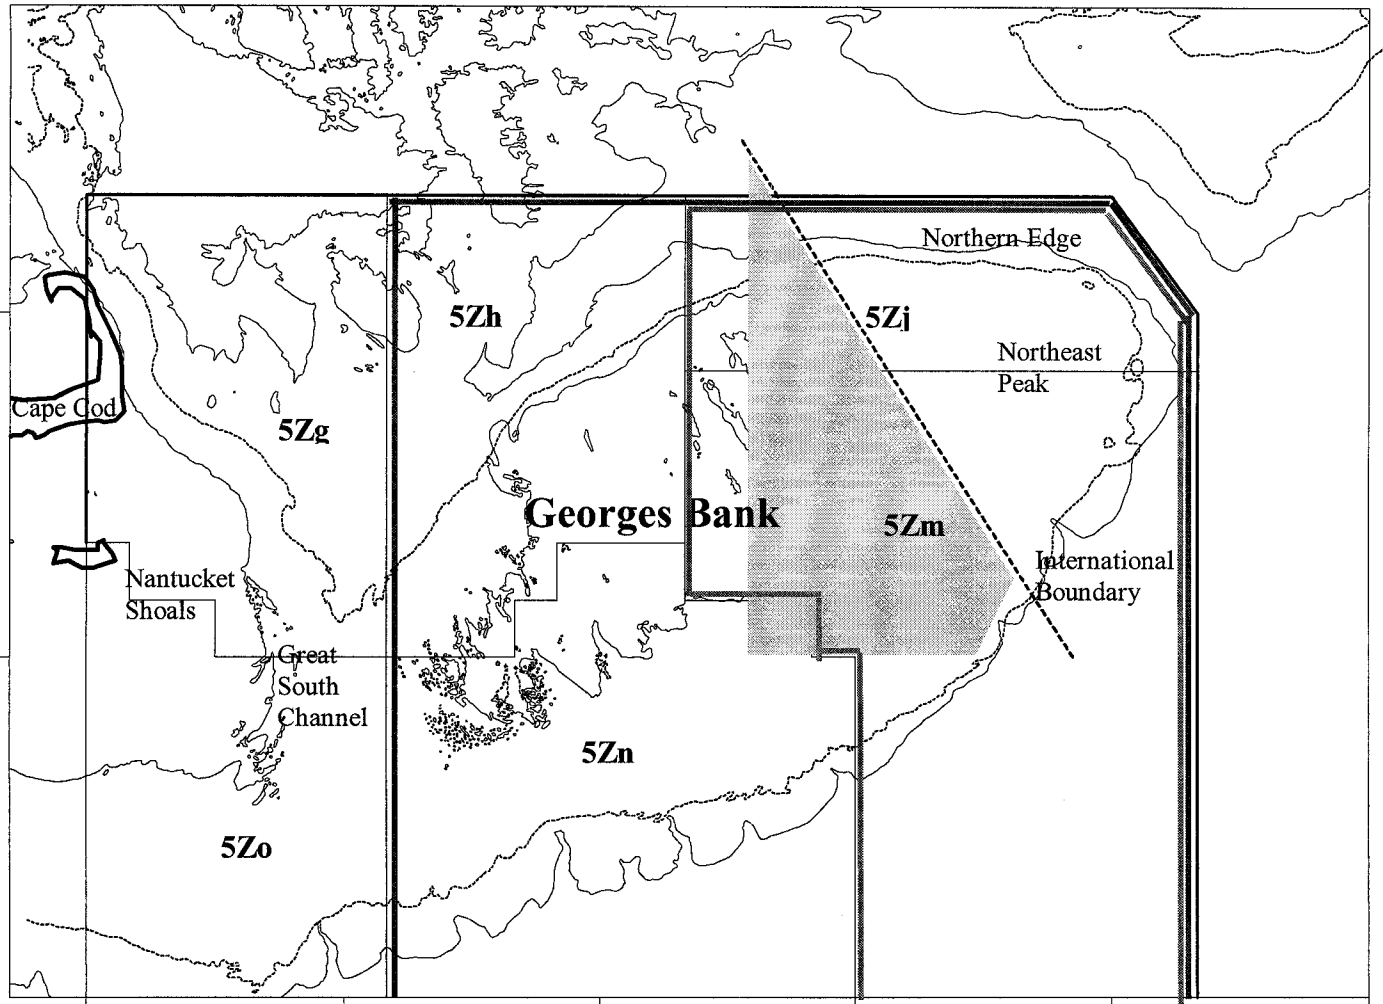 Northern Edge
5Zh
5Zj
Northeast
Peak
Cape Cod
5Zg
Georges Bank
5Zm
International
Boundary
Nantucket
Shoals
Great
South
Channel
5Zn
5Zo